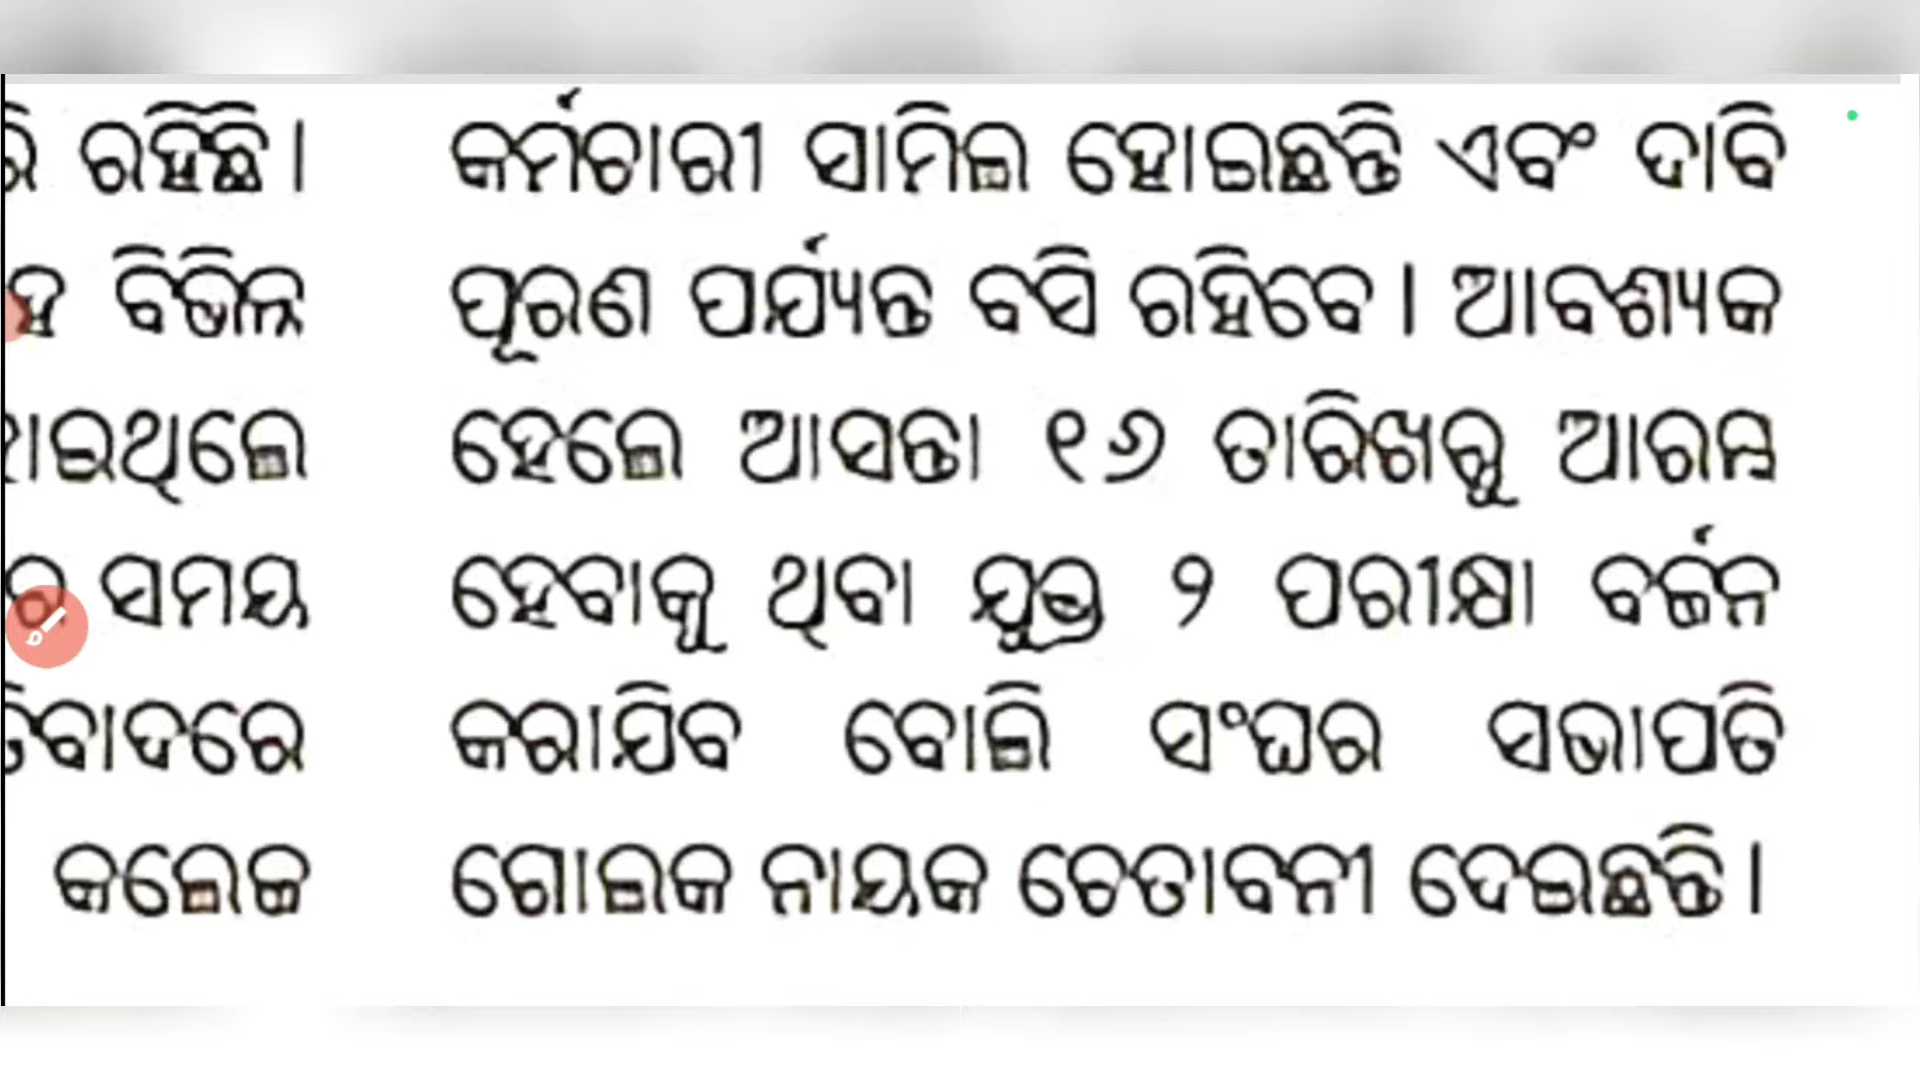 ରହିଛି।
ବିଭିନ୍ନ
ସମୟ
କଲେଜ
କର୍ମଚାରୀ ସାମିଲ ହୋଇଛନ୍ତି ଏବଂ ଦାବି
ପୂରଣ ପର୍ଯ୍ୟନ୍ତ ବସି ରହିବେ। ଆବଶ୍ୟକ
ହେଲେ ଆସନ୍ତା ୧୬ ତାରିଖରୁ ଆରମ୍ଭ
ହେବାକୁ ଥିବା ଯୁକ୍ତ ୨ ପରୀକ୍ଷା ବର୍ଜନ
କରାଯିବ ବୋଲି ସଂଘର ସଭାପତି
ଗୋଲକ ନାୟକ ଚେତାବନୀ ଦେଇଛନ୍ତି।